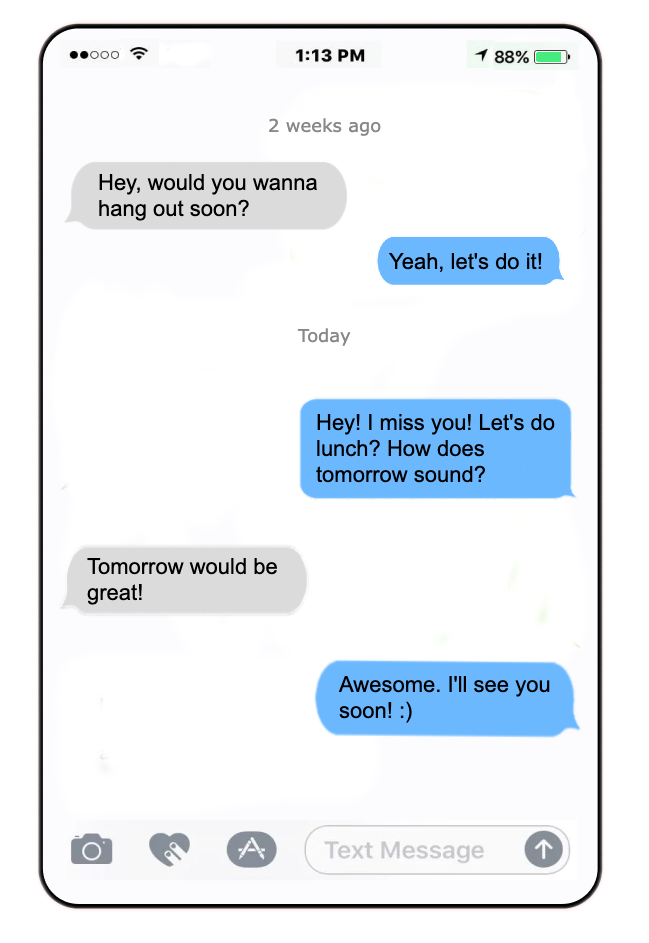 1:13 PM 88%
2 weeks ago
Hey, would you wanna
hang out soon?
Yeah, let's do it!
Today
Hey! I miss you! Let's do
lunch? How does
tomorrow sound?
Tomorrow would be
great!
Awesome. I'll see you
soon! :)
Text Message